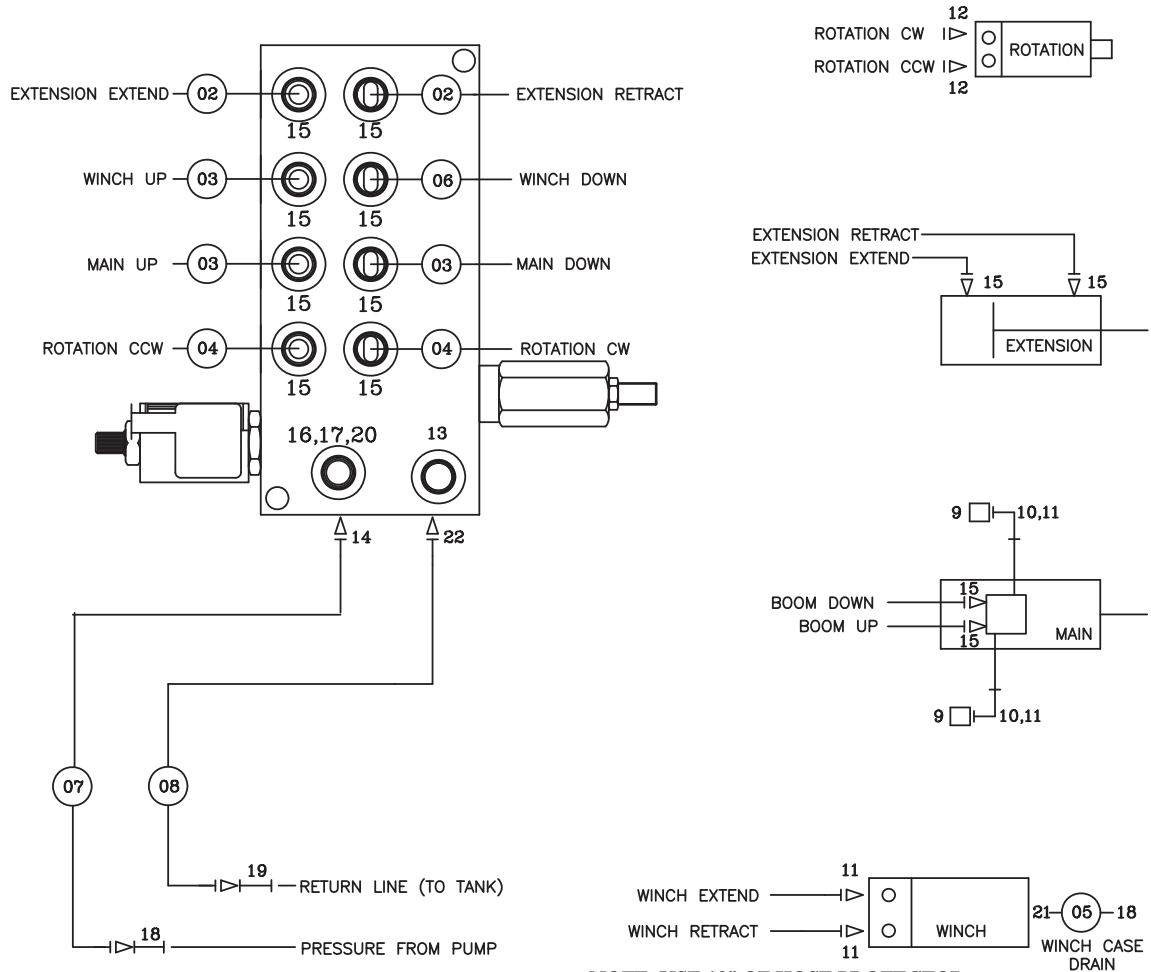 EXTENSION EXTEND 02 02 EXTENSION RETRACT
15 15
WINCH UP 03 06 WINCH DOWN
15 15
MAIN UP 03 03 MAIN DOWN
15 15
ROTATION CCW 04 04 ROTATION CW
15 15
16,17,20 13
14 22
07 08
19 RETURN LINE (TO TANK)
18 PRESSURE FROM PUMP
12
ROTATION CW
ROTATION
ROTATION CCW
12
EXTENSION RETRACT
EXTENSION EXTEND
15 15
EXTENSION
9 10,11
15
BOOM DOWN
BOOM UP
MAIN
15
9 10,11
11
WINCH EXTEND
21 05 18
WINCH RETRACT WINCH
11
WINCH CASE
DRAIN